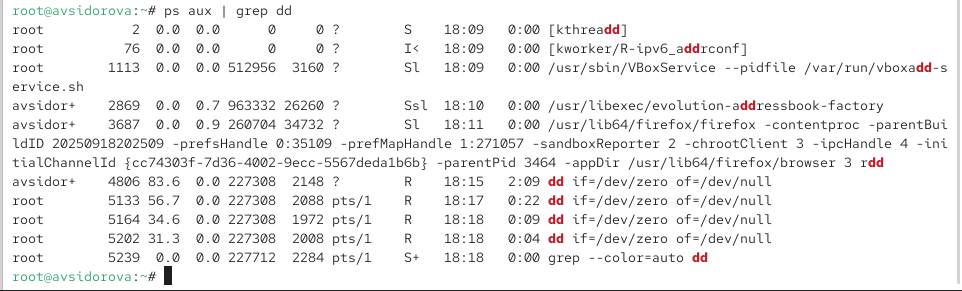 root@avsidorova:~# ps aux | grep dd
root           2  0.0  0.0      0     0 ?        S    18:09   0:00 [kthreadd]
root          76  0.0  0.0      0     0 ?        I<   18:09   0:00 [kworker/R-ipv6_addrconf]
root        1113  0.0  0.0 512956  3160 ?        Sl   18:09   0:00 /usr/sbin/VBoxService --pidfile /var/run/vboxadd-s
ervice.sh
avsidor+    2869  0.0  0.7 963332 26260 ?        Ssl  18:10   0:00 /usr/libexec/evolution-addressbook-factory
avsidor+    3687  0.0  0.9 260704 34732 ?        Sl   18:11   0:00 /usr/lib64/firefox/firefox -contentproc -parentBui
ldID 20250918202509 -prefsHandle 0:35109 -prefMapHandle 1:271057 -sandboxReporter 2 -chrootClient 3 -ipcHandle 4 -ini
tialChannelId {cc74303f-7d36-4002-9ecc-5567deda1b6b} -parentPid 3464 -appDir /usr/lib64/firefox/browser 3 rdd
avsidor+    4806 83.6  0.0 227308  2148 ?        R    18:15   2:09 dd if=/dev/zero of=/dev/null
root        5133 56.7  0.0 227308  2088 pts/1    R    18:17   0:22 dd if=/dev/zero of=/dev/null
root        5164 34.6  0.0 227308  1972 pts/1    R    18:18   0:09 dd if=/dev/zero of=/dev/null
root        5202 31.3  0.0 227308  2008 pts/1    R    18:18   0:04 dd if=/dev/zero of=/dev/null
root        5239  0.0  0.0 227712  2284 pts/1    S+   18:18   0:00 grep --color=auto dd
root@avsidorova:~#